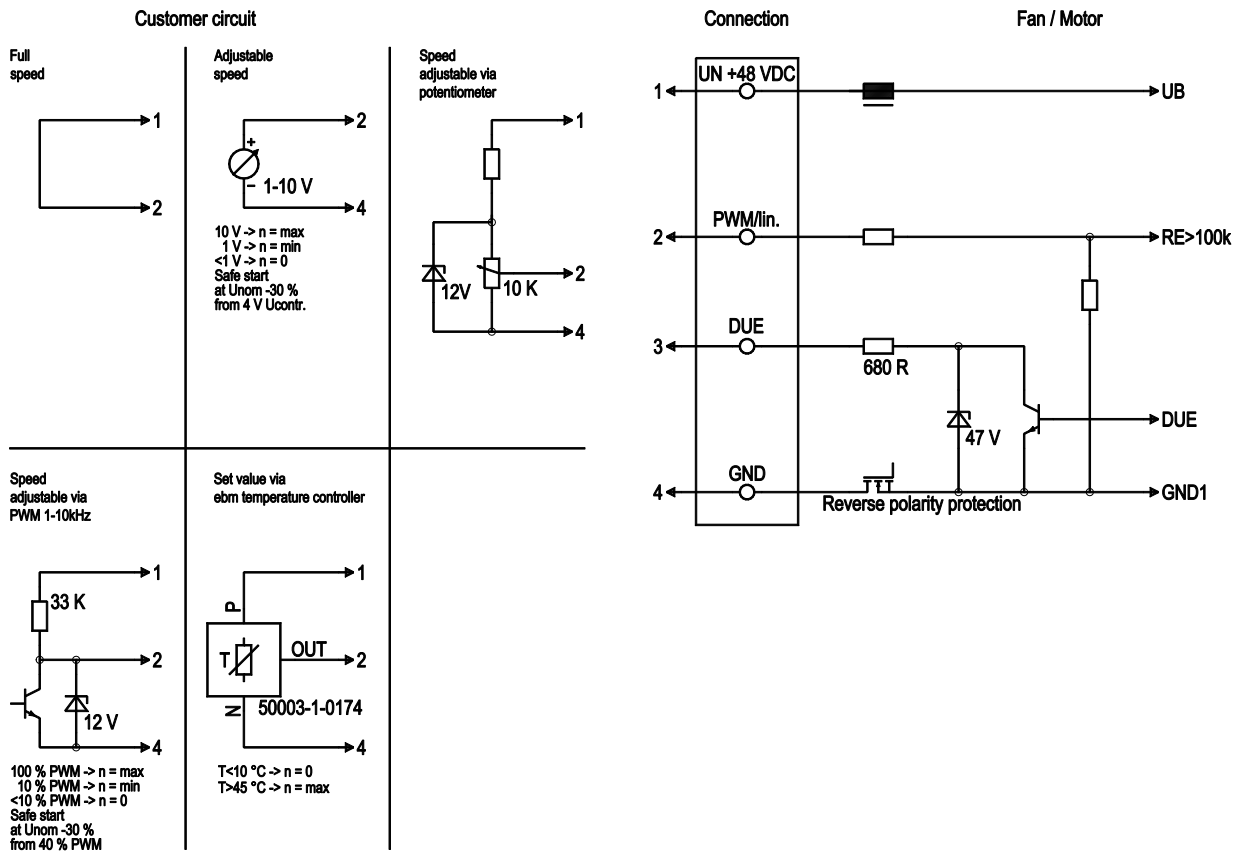 Customer circuit
Full
speed
1
2
Adjustable
speed
2
+
–
1-10 V
4
10 V -> n = max
1 V -> n = min
<1 V -> n = 0
Safe start
at Unom -30 %
from 4 V Ucontr.
Speed
adjustable via
potentiometer
1
12V
10 K
2
4
Speed
adjustable via
PWM 1-10kHz
1
33 K
2
12 V
4
100 % PWM -> n = max
10 % PWM -> n = min
<10 % PWM -> n = 0
Safe start
at Unom -30 %
from 40 % PWM
Set value via
ebm temperature controller
1
P
T
OUT
2
N
50003-1-0174
4
T<10 °C -> n = 0
T>45 °C -> n = max
Connection
Fan / Motor
UN +48 VDC
1
UB
PWM/lin.
2
RE>100k
DUE
3
680 R
47 V
DUE
GND
4
GND1
Reverse polarity protection